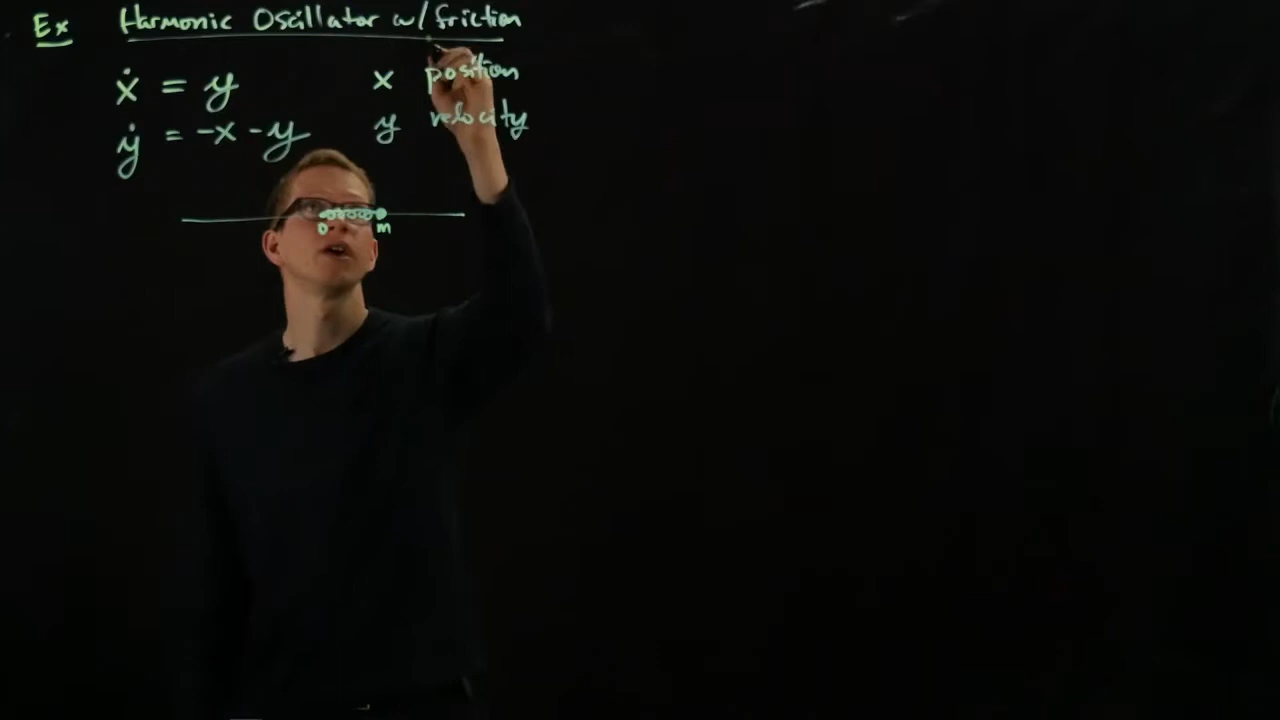 Ex Harmonic Oscillator w/ friction
ẋ = y x position
ẏ = -x - y y velocity
0 m